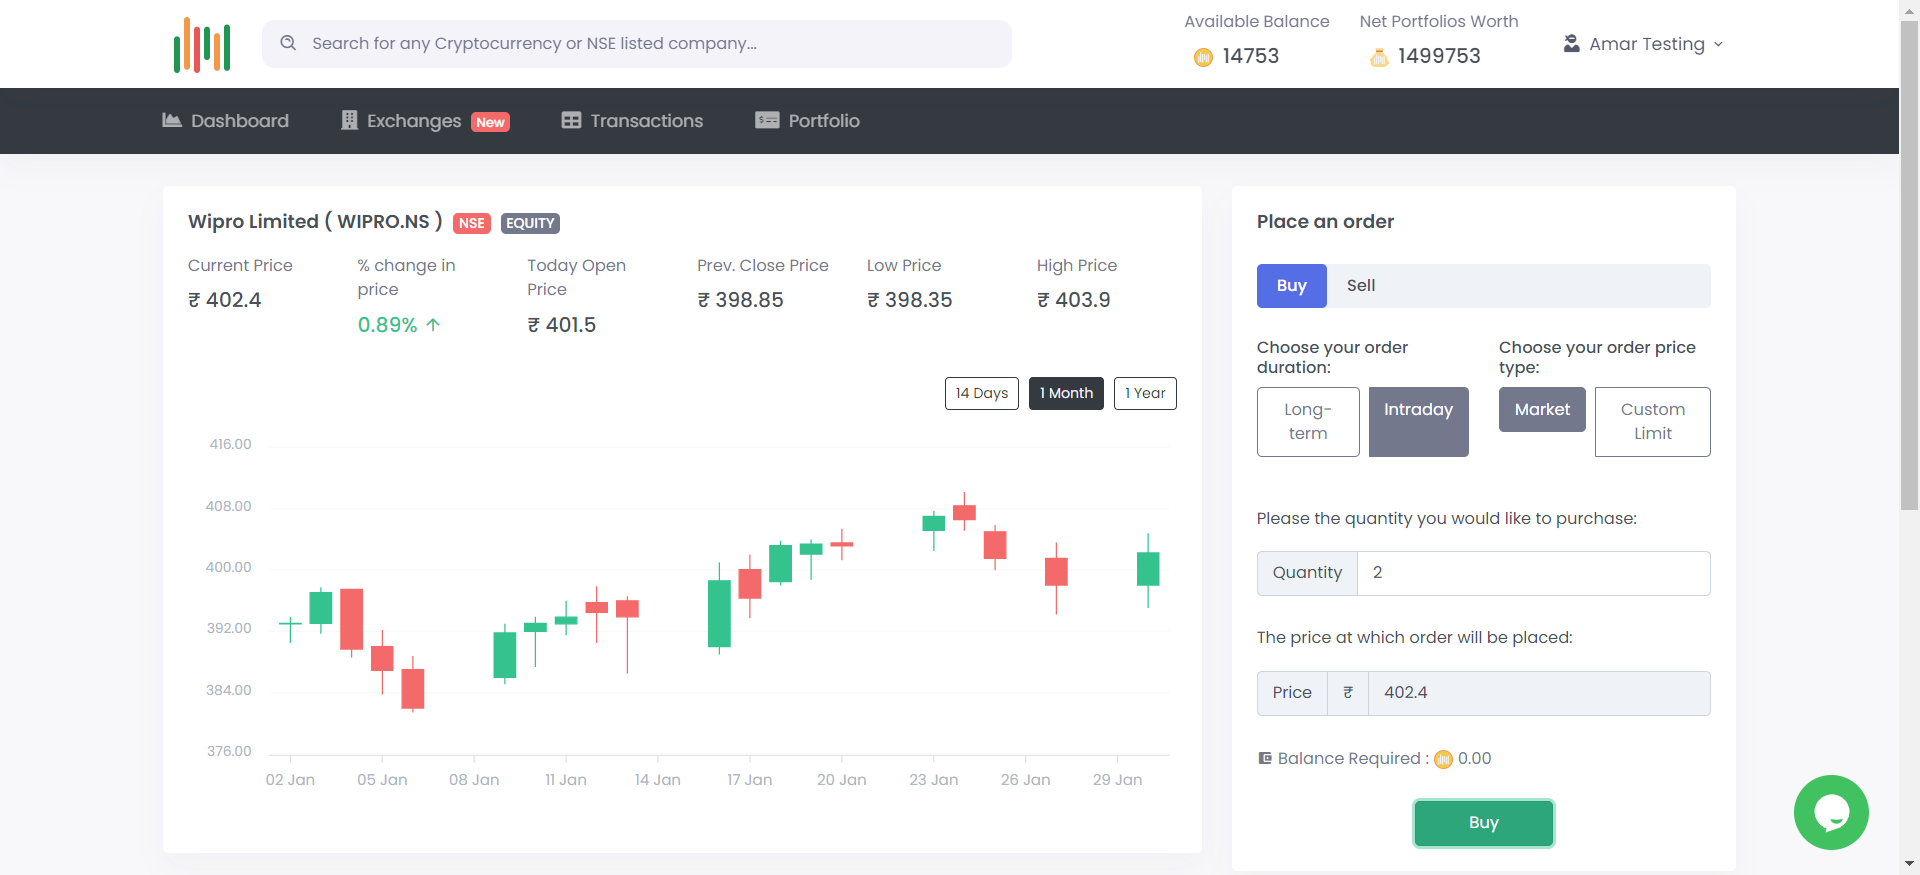 Search for any Cryptocurrency or NSE listed company...
Available Balance
14753
Net Portfolios Worth
1499753
Amar Testing
Dashboard
Exchanges New
Transactions
Portfolio
Wipro Limited ( WIPRO.NS ) NSE EQUITY
Current Price
₹ 402.4
% change in
price
0.89%
Today Open
Price
₹ 401.5
Prev. Close Price
₹ 398.85
Low Price
₹ 398.35
High Price
₹ 403.9
14 Days
1 Month
1 Year
416.00
408.00
400.00
392.00
384.00
376.00
02 Jan
05 Jan
08 Jan
11 Jan
14 Jan
17 Jan
20 Jan
23 Jan
26 Jan
29 Jan
Place an order
Buy
Sell
Choose your order
duration:
Long-
term
Intraday
Choose your order price
type:
Market
Custom
Limit
Please the quantity you would like to purchase:
Quantity 2
The price at which order will be placed:
Price ₹ 402.4
Balance Required : 0.00
Buy